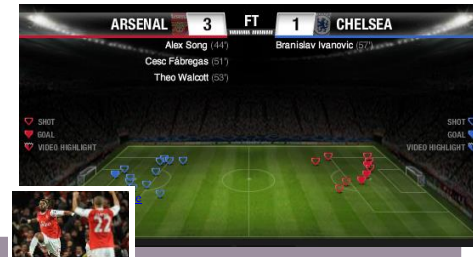 ARSENAL 3 FT 1 CHELSEA
Alex Song (44') Branislav Ivanovic (57')
Cesc Fábregas (51')
Theo Walcott (53')
SHOT SHOT
GOAL GOAL
VIDEO HIGHLIGHT VIDEO HIGHLIGHT
22